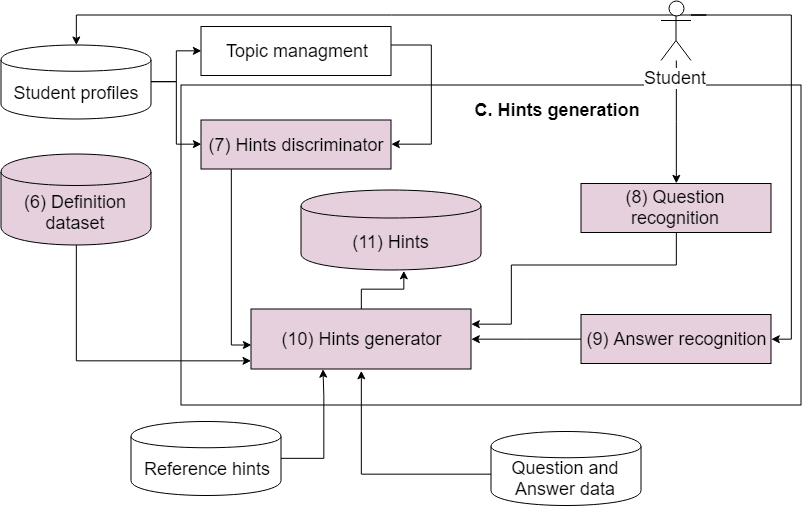 Topic managment
Student
Student profiles
C. Hints generation
(7) Hints discriminator
(6) Definition
dataset
(8) Question
recognition
(11) Hints
(10) Hints generator
(9) Answer recognition
Reference hints
Question and
Answer data